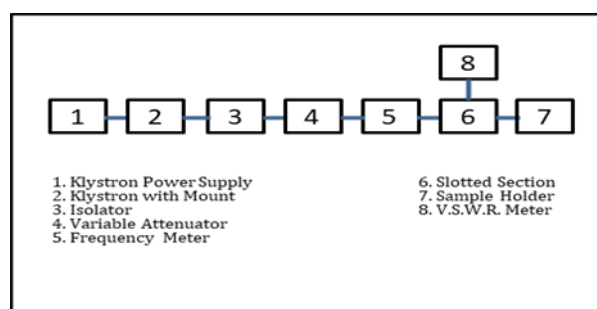 8
1 2 3 4 5 6 7
1. Klystron Power Supply
2. Klystron with Mount
3. Isolator
4. Variable Attenuator
5. Frequency Meter
6. Slotted Section
7. Sample Holder
8. V.S.W.R. Meter